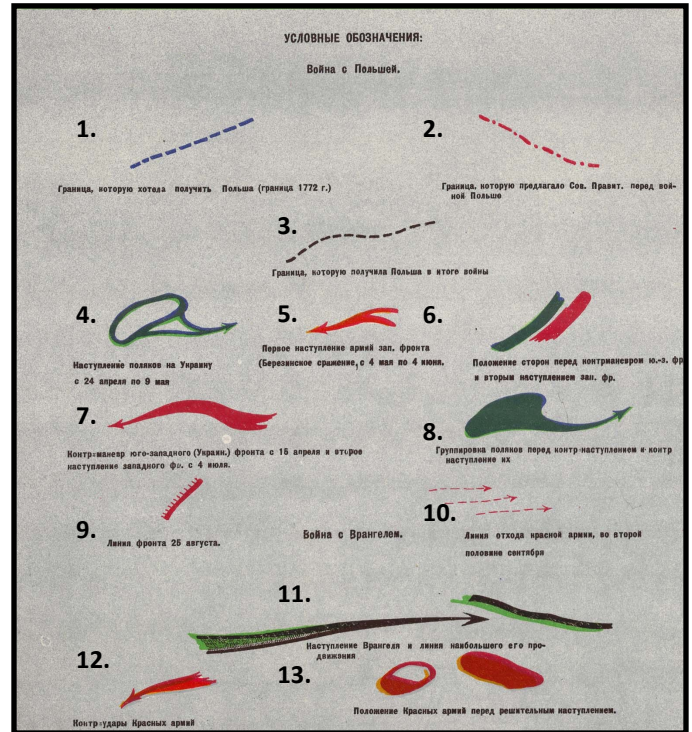 УСЛОВНЫЕ ОБОЗНАЧЕНИЯ:
Война с Польшей.
1.
2.
Граница, которую хотела получить Польша (граница 1772 г.)
Граница, которую предлагало Сов. Правит. перед вой-
ной Польше
3.
Граница, которую получила Польша в итоге войны
4.
5.
6.
Наступление поляков на Украину
с 24 апреля по 9 мая
Первое наступление армий зап. фронта
(Березинское сражение, с 4 мая по 4 июня.
Положение сторон перед контрманевром ю.-з. фр
и вторым наступлением зап. фр.
7.
8.
Контр-маневр юго-западного (Украин.) фронта с 15 апреля и второе
наступление западного фр. с 4 июля.
Группировка поляков перед контр-наступлением и контр
наступление их
9.
10.
Линия фронта 25 августа.
Война с Врангелем.
Линия отхода красной армии, во второй
половине сентября
11.
Наступление Врангеля и линия наибольшего его про-
движения
12.
13.
Контр-удары Красных армий
Положение Красных армий перед решительным наступлением.